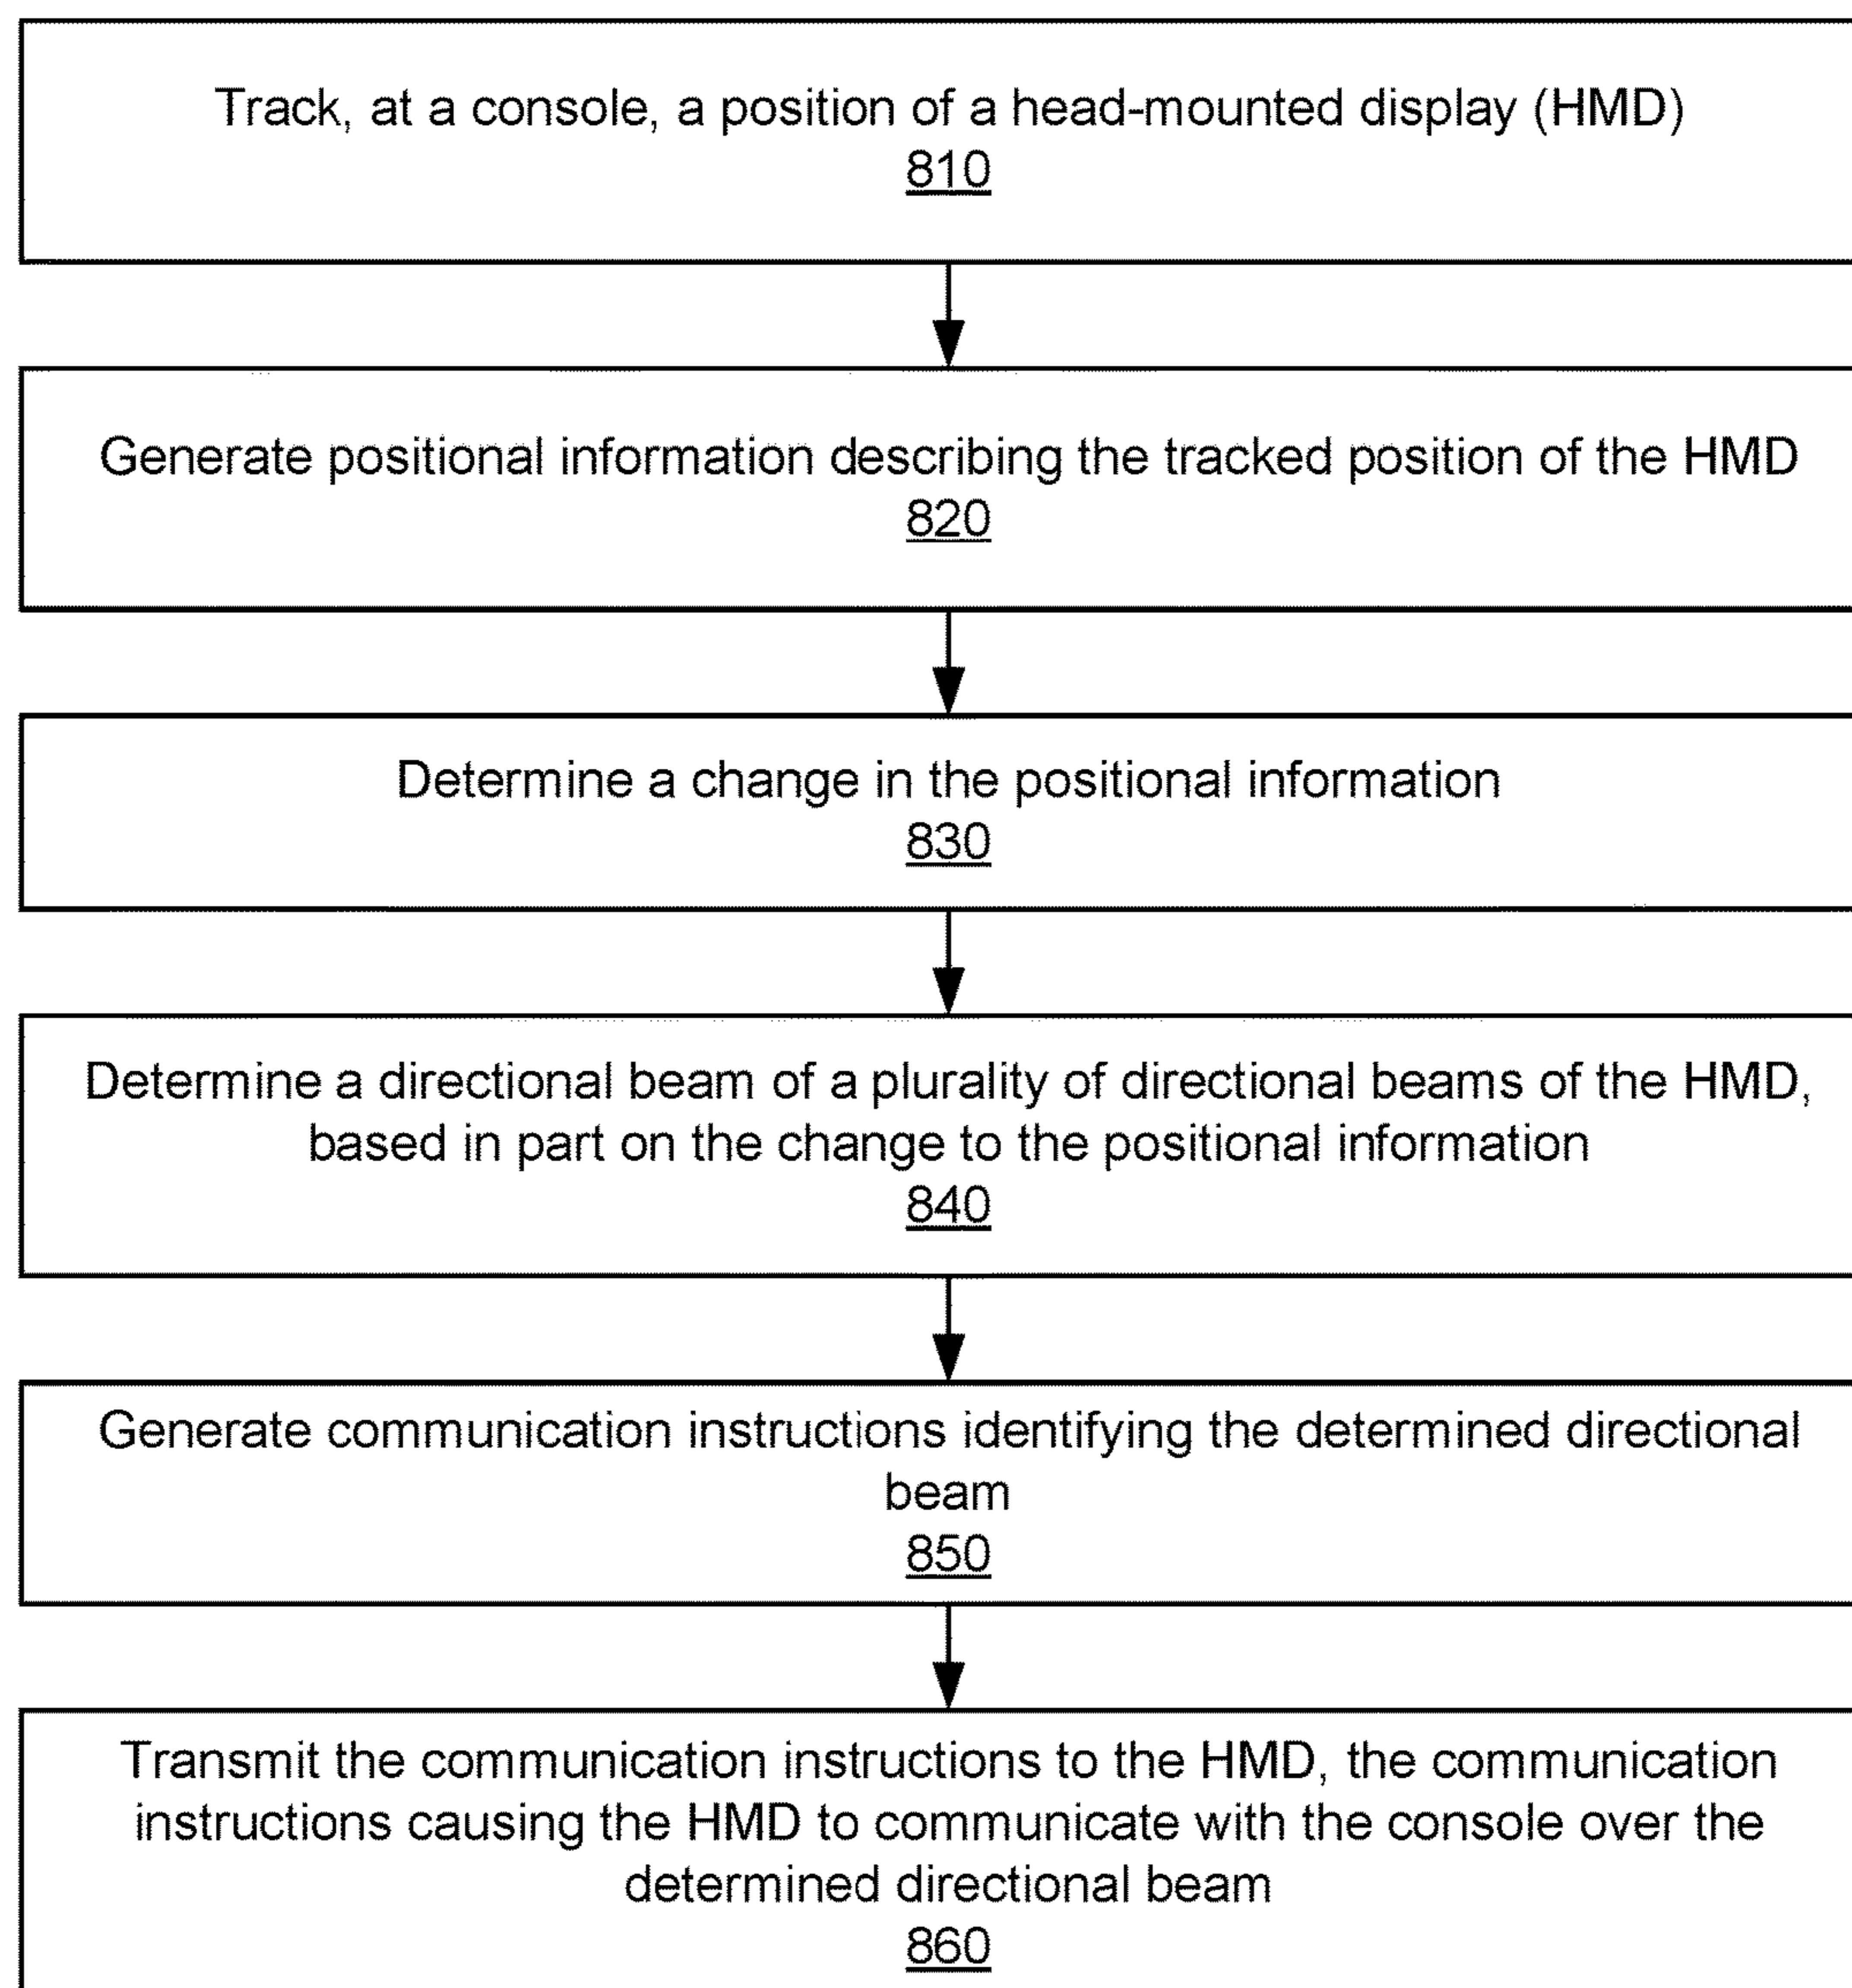 Track, at a console, a position of a head-mounted display (HMD)
810
Generate positional information describing the tracked position of the HMD
820
Determine a change in the positional information
830
Determine a directional beam of a plurality of directional beams of the HMD,
based in part on the change to the positional information
840
Generate communication instructions identifying the determined directional
beam
850
Transmit the communication instructions to the HMD, the communication
instructions causing the HMD to communicate with the console over the
determined directional beam
860